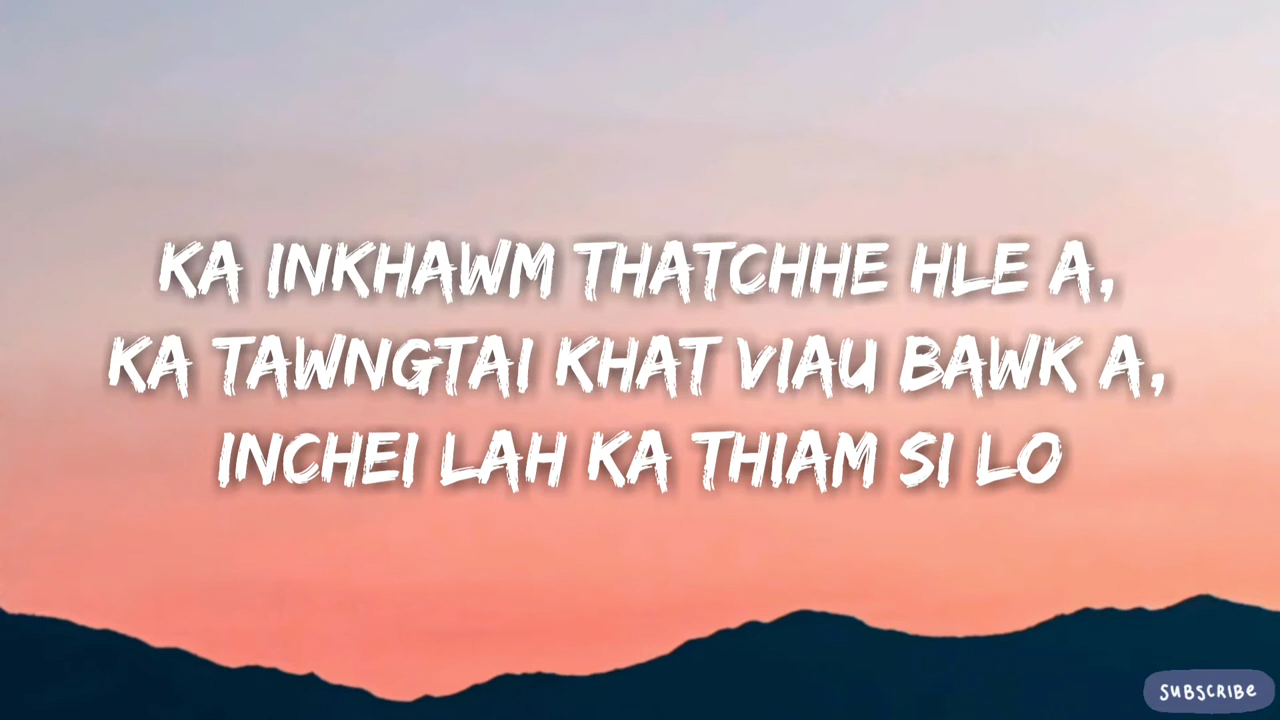 KA INKHAWM THATCHHE HLE A,
KA TAWNGTAI KHAT VIAU BAWK A,
INCHEI LAH KA THIAM SI LO
SUBSCRIBE